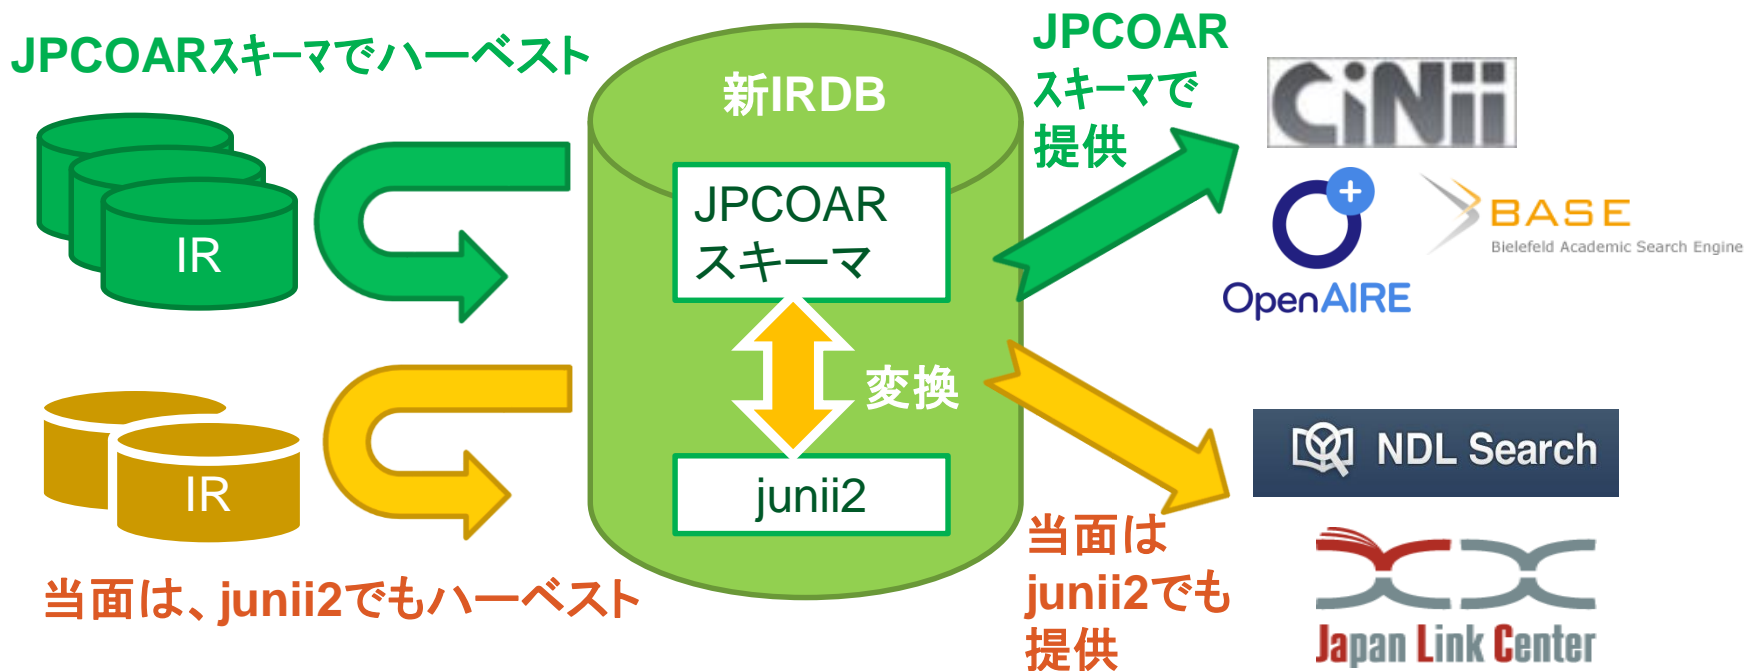 JPCOARスキーマでハーベスト
IR
IR
当面は、junii2でもハーベスト
新IRDB
JPCOAR
スキーマ
変換
junii2
JPCOAR
スキーマで
提供
CiNii
OpenAIRE
BASE
Bielefeld Academic Search Engine
当面は
junii2でも
提供
NDL Search
Japan Link Center